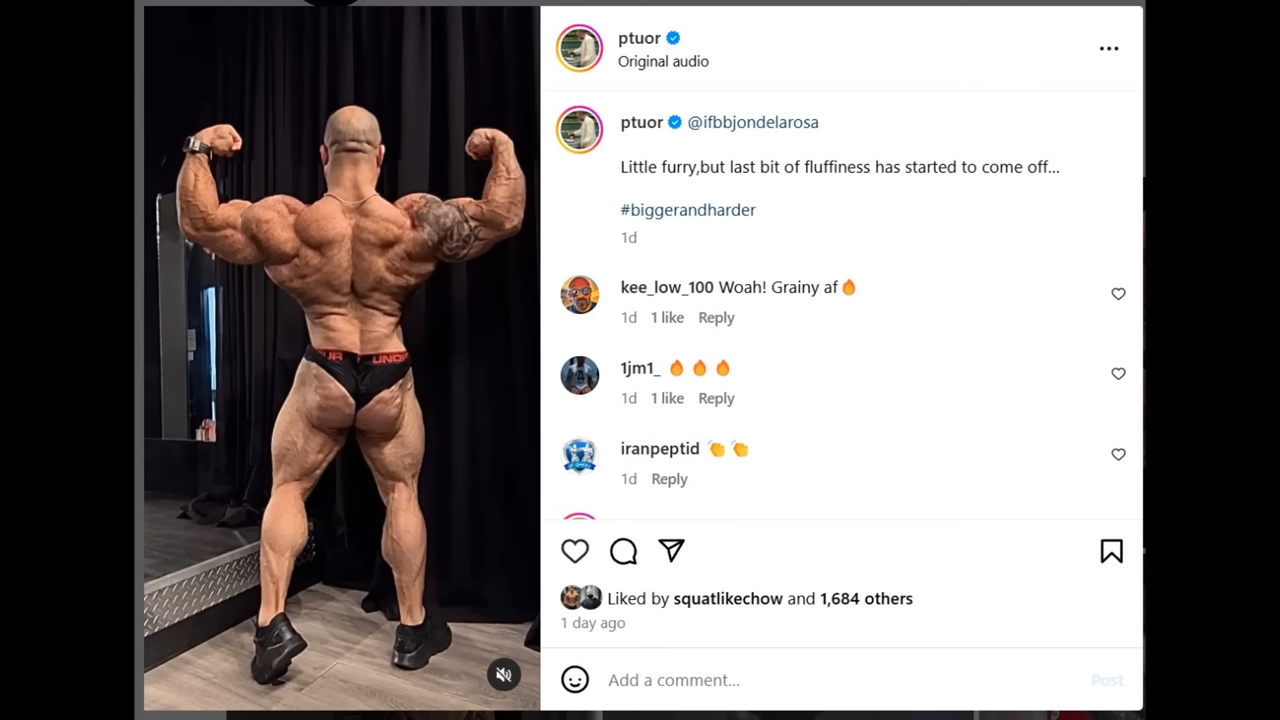 ptuor
Original audio
ptuor @ifbbjondelarosa
Little furry,but last bit of fluffiness has started to come off...
#biggerandharder
1d
kee_low_100 Woah! Grainy af🔥
1d 1 like Reply
1jm1_ 🔥 🔥 🔥
1d 1 like Reply
iranpeptid 👏 👏
1d Reply
Liked by squatlikechow and 1,684 others
1 day ago
Add a comment...
Post